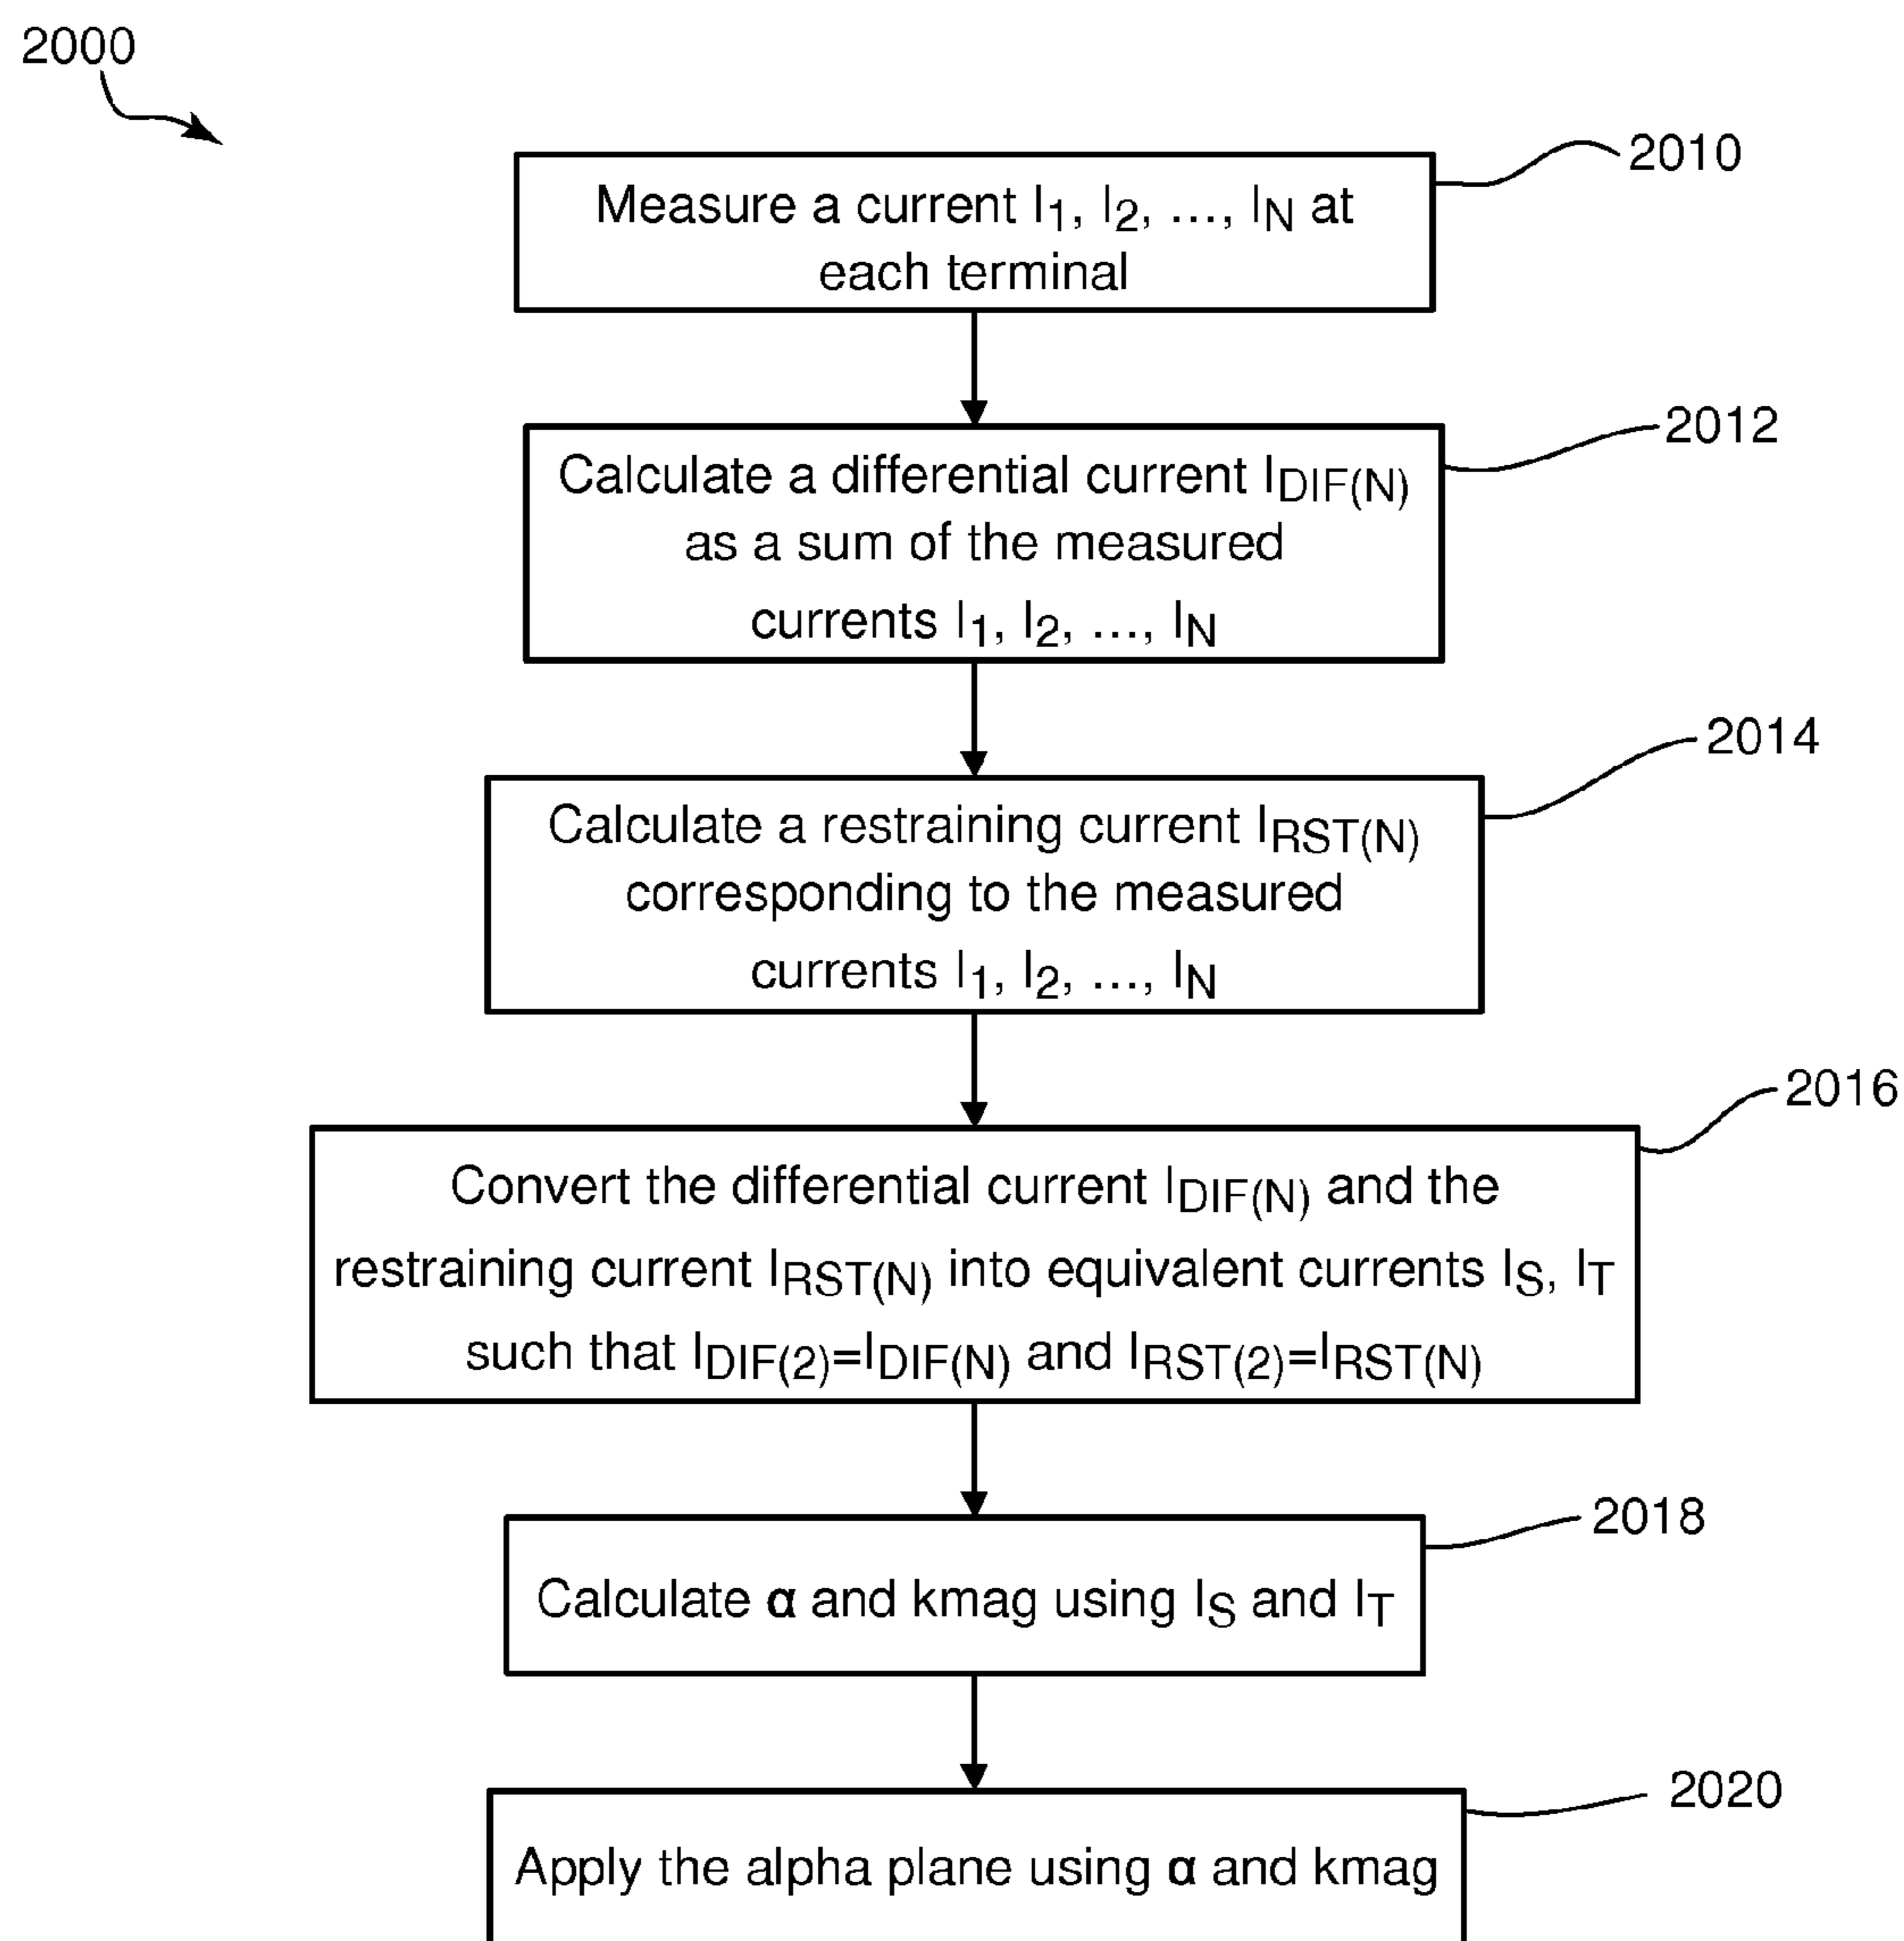 2000
2010
Measure a current I1, I2, ..., IN at
each terminal
2012
Calculate a differential current IDIF(N)
as a sum of the measured
currents I1, I2, ..., IN
2014
Calculate a restraining current IRST(N)
corresponding to the measured
currents I1, I2, ..., IN
2016
Convert the differential current IDIF(N) and the
restraining current IRST(N) into equivalent currents IS, IT
such that IDIF(2)=IDIF(N) and IRST(2)=IRST(N)
2018
Calculate α and kmag using IS and IT
2020
Apply the alpha plane using α and kmag